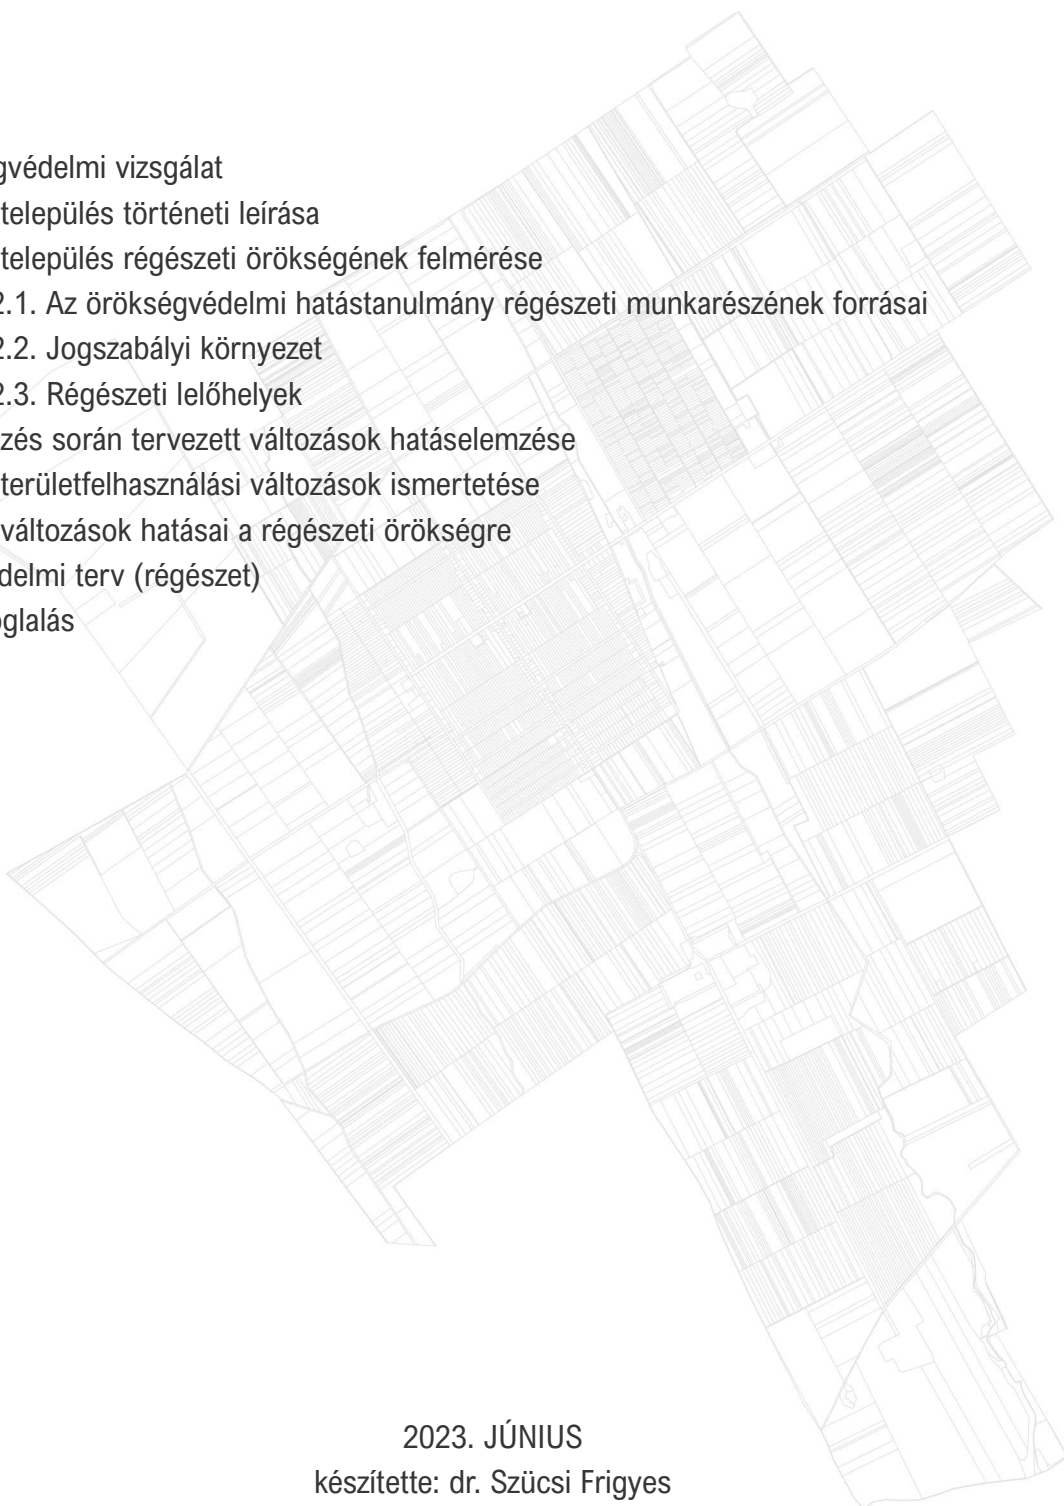 gvédelmi vizsgálat
település történeti leírása
település régészeti örökségének felmérése
2.1. Az örökségvédelmi hatástanulmány régészeti munkarészének forrásai
2.2. Jogszabályi környezet
2.3. Régészeti lelőhelyek
zés során tervezett változások hatáselemzése
területfelhasználási változások ismertetése
változások hatásai a régészeti örökségre
delmi terv (régészet)
oglalás
2023. JÚNIUS
készítette: dr. Szücsi Frigyes